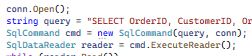 conn.Open();
string query = "SELECT OrderID, CustomerID, Or
SqlCommand cmd = new SqlCommand(query, conn);
SqlDataReader reader = cmd.ExecuteReader();